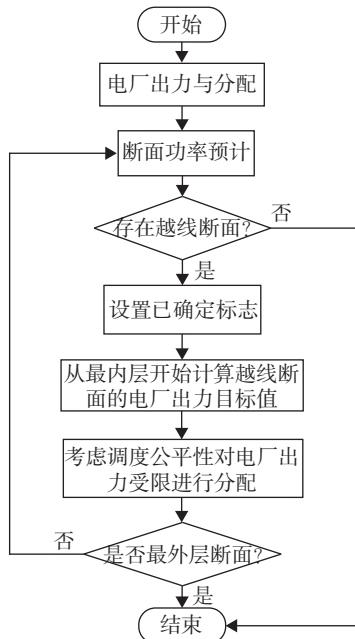 开始
电厂出力与分配
断面功率预计
存在越线断面?
否
是
设置已确定标志
从最内层开始计算越线断
面的电厂出力目标值
考虑调度公平性对电厂出
力受限进行分配
否
是否最外层断面?
是
结束